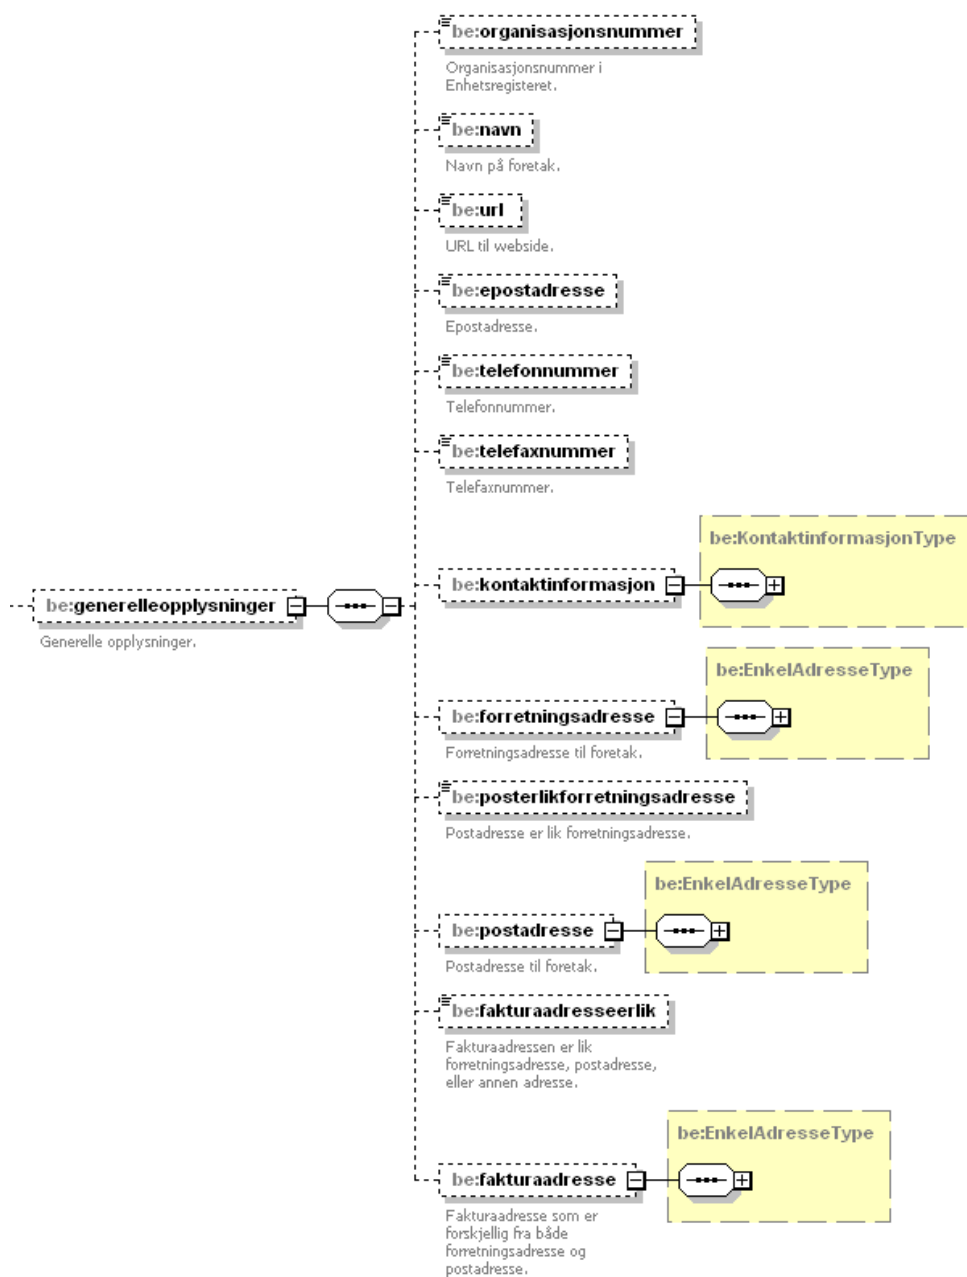 be:organisasjonsnummer
Organisasjonsnummer i
Enhetsregisteret.
be:navn
Navn på foretak.
be:url
URL til webside.
be:epostadresse
Epostadresse.
be:telefonnummer
Telefonnummer.
be:telefaxnummer
Telefaxnummer.
be:KontaktinformasjonType
be:kontaktinformasjon
be:generelleopplysninger
Generelle opplysninger.
be:EnkelAdresseType
be:forretningsadresse
Forretningsadresse til foretak.
be:posterlikforretningsadresse
Postadresse er lik forretningsadresse.
be:EnkelAdresseType
be:postadresse
Postadresse til foretak.
be:fakturaadresseerlik
Fakturaadressen er lik
forretningsadresse, postadresse,
eller annen adresse.
be:EnkelAdresseType
be:fakturaadresse
Fakturaadresse som er
forskjellig fra både
forretningsadresse og
postadresse.